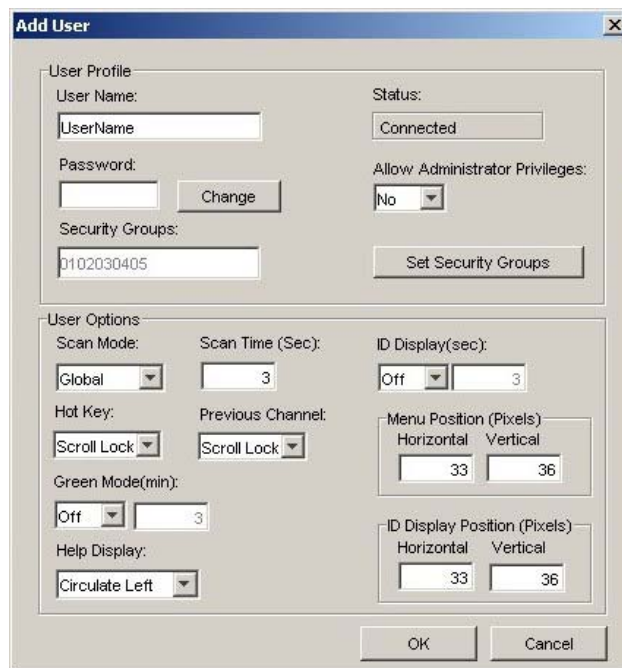 Add User
User Profile
User Name:
UserName
Status:
Connected
Password:
Change
Allow Administrator Privileges:
No
Security Groups:
0102030405
Set Security Groups
User Options
Scan Mode:
Global
Scan Time (Sec):
3
ID Display(sec):
Off
3
Hot Key:
Scroll Lock
Previous Channel:
Scroll Lock
Menu Position (Pixels)
Horizontal Vertical
33 36
Green Mode(min):
Off
3
Help Display:
Circulate Left
ID Display Position (Pixels)
Horizontal Vertical
33 36
OK
Cancel